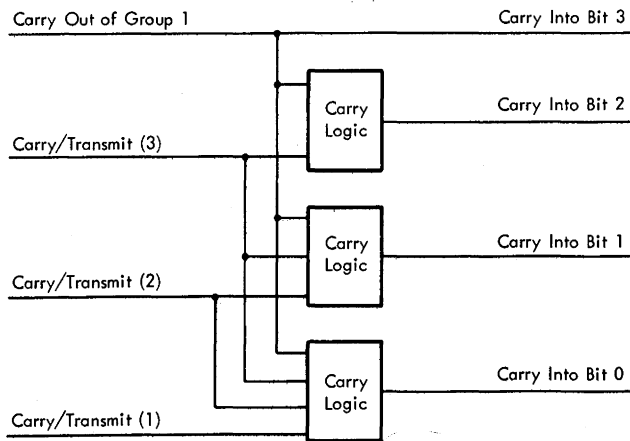 Carry Out of Group 1
Carry Into Bit 3
Carry
Logic
Carry Into Bit 2
Carry/Transmit (3)
Carry
Logic
Carry Into Bit 1
Carry/Transmit (2)
Carry
Logic
Carry Into Bit 0
Carry/Transmit (1)